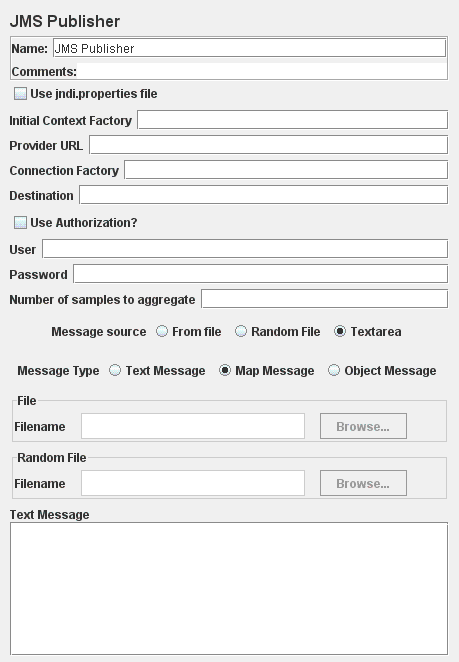 JMS Publisher
Name: JMS Publisher
Comments:
Use jndi.properties file
Initial Context Factory
Provider URL
Connection Factory
Destination
Use Authorization?
User
Password
Number of samples to aggregate
Message source From file Random File Textarea
Message Type Text Message Map Message Object Message
File
Filename Browse...
Random File
Filename Browse...
Text Message